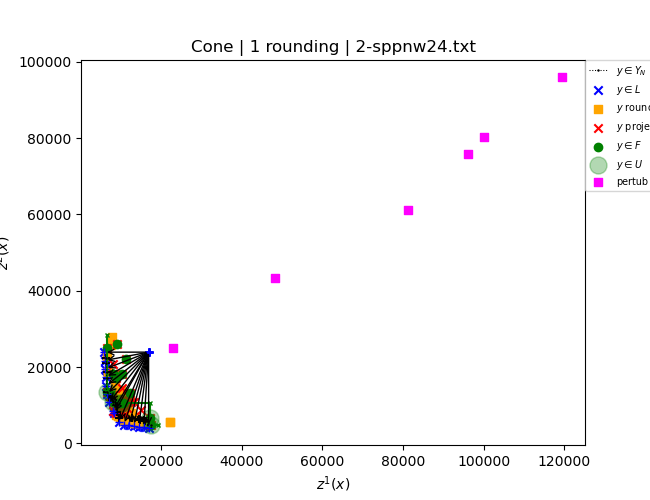 Cone | 1 rounding | 2-sppnw24.txt
100000
80000
60000
40000
20000
0
20000 40000 60000 80000 100000 120000
z¹(x)
z²(x)
y ∈ Y_N
y ∈ L
y roun
y proje
y ∈ F
y ∈ U
pertub